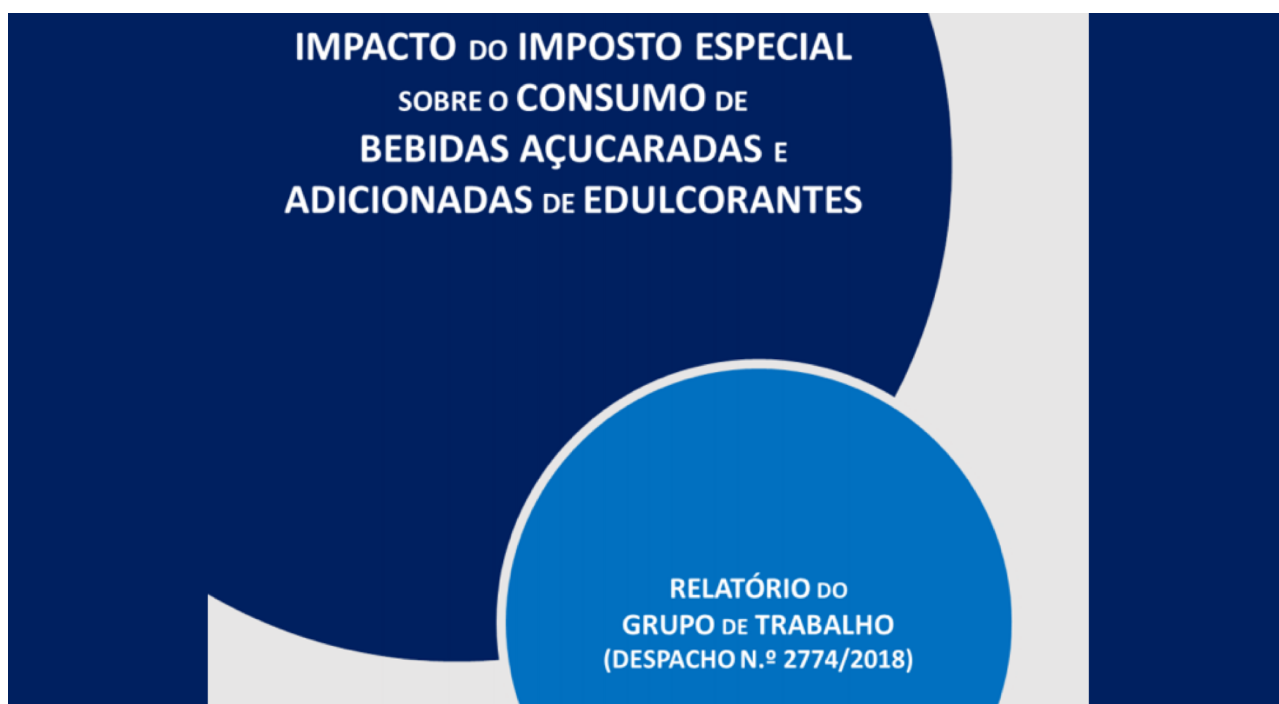 IMPACTO DO IMPOSTO ESPECIAL
SOBRE O CONSUMO DE
BEBIDAS AÇUCARADAS E
ADICIONADAS DE EDULCORANTES
RELATÓRIO DO
GRUPO DE TRABALHO
(DESPACHO N.º 2774/2018)